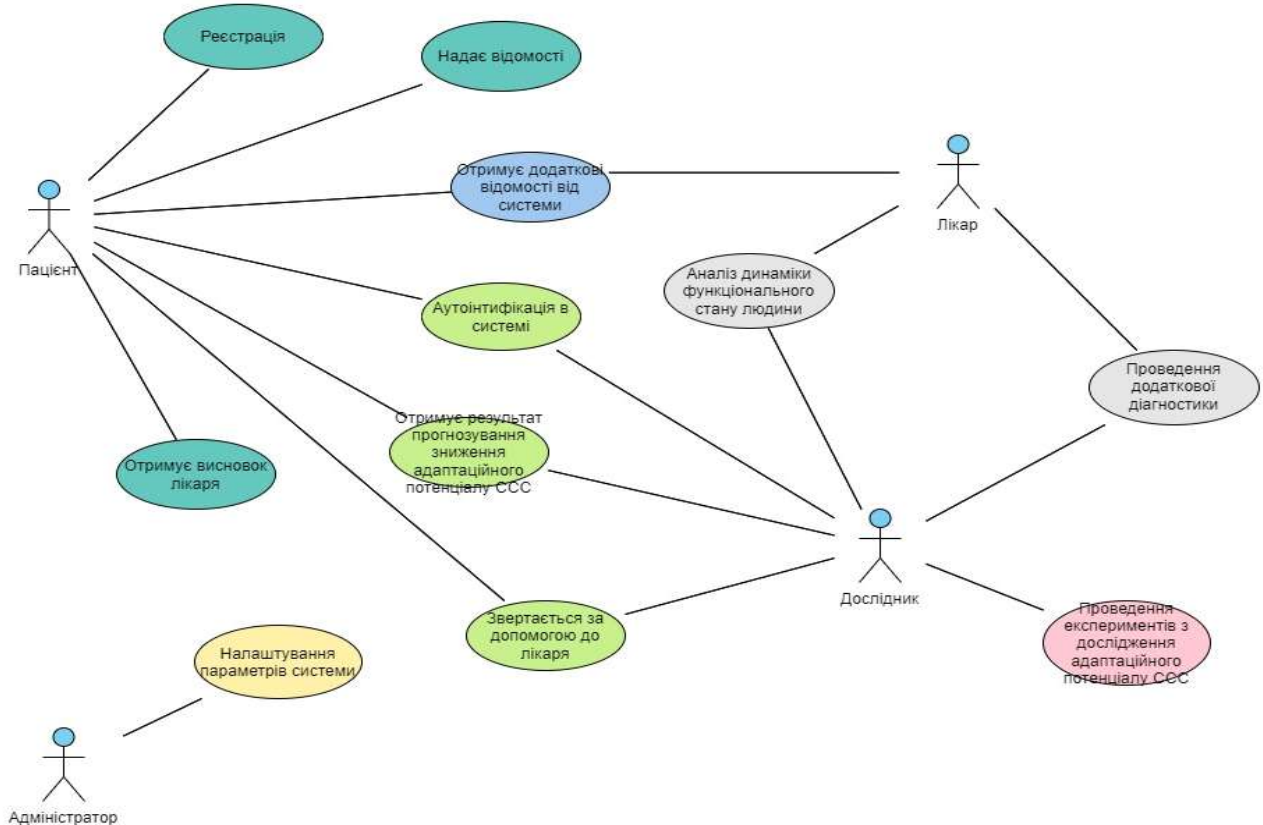 Реєстрація
Надає відомості
Отримує додаткові
відомості від
системи
Лікар
Пацієнт
Аналіз динаміки
функціонального
стану людини
Аутоінтифікація в
системі
Проведення
додаткової
діагностики
Отримує результат
прогнозування
зниження
адаптаційного
потенціалу ССС
Отримує висновок
лікаря
Дослідник
Звертається за
допомогою до
лікаря
Проведення
експериментів з
дослідження
адаптаційного
потенціалу ССС
Налаштування
параметрів системи
Адміністратор